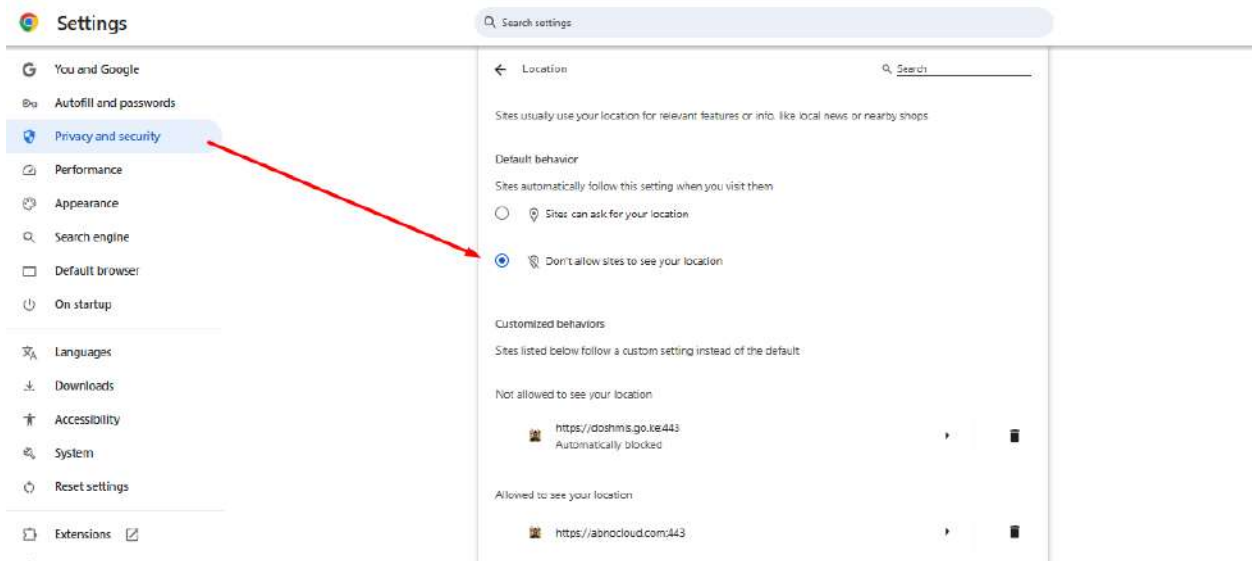 Settings
Search settings
You and Google
Autofill and passwords
Privacy and security
Performance
Appearance
Search engine
Default browser
On startup
Languages
Downloads
Accessibility
System
Reset settings
Extensions
Location
Search
Sites usually use your location for relevant features or info, like local news or nearby shops
Default behavior
Sites automatically follow this setting when you visit them
Sites can ask for your location
Don't allow sites to see your location
Customized behaviors
Sites listed below follow a custom setting instead of the default
Not allowed to see your location
https://doshmis.go.ke:443
Automatically blocked
Allowed to see your location
https://abnocloud.com:443